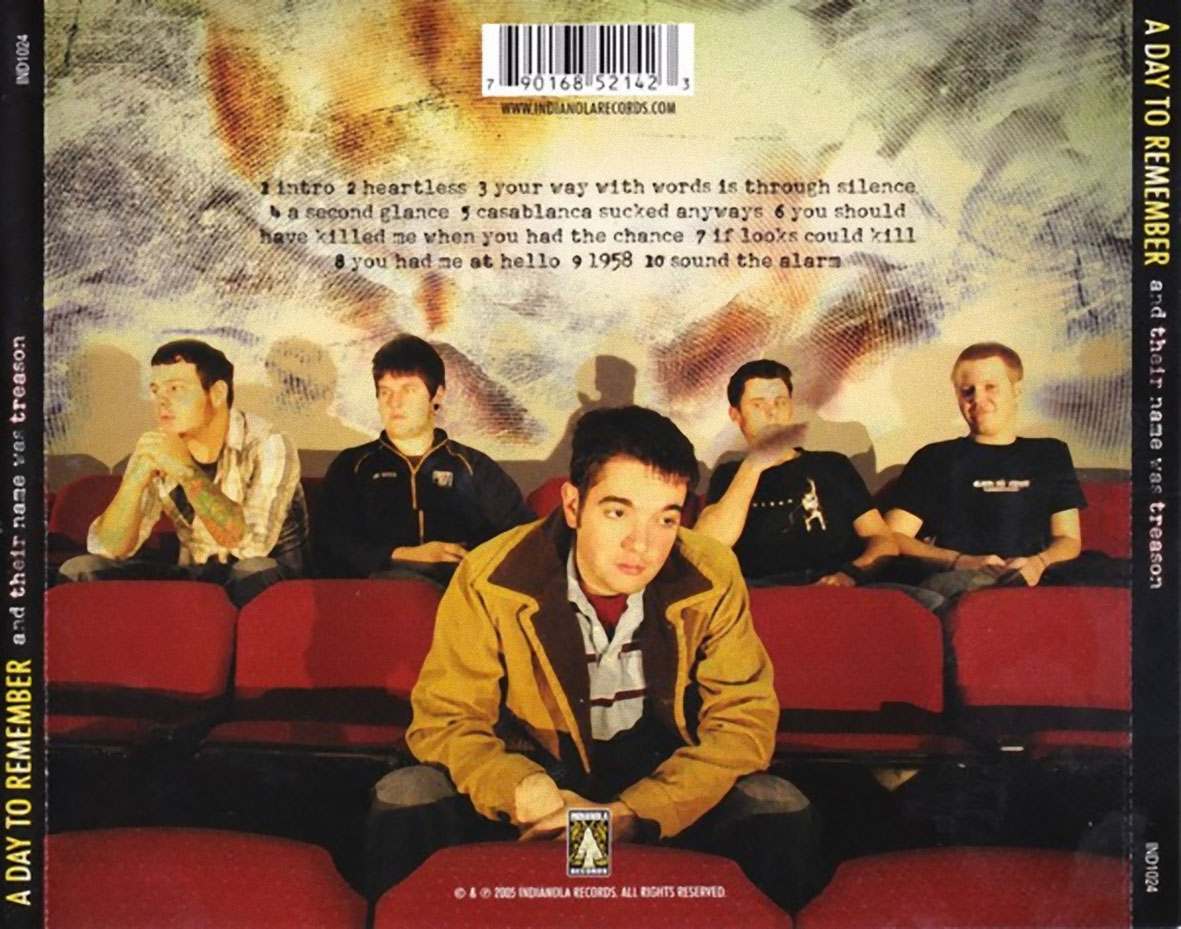 IND1024
A DAY TO REMEMBER and their name was treason
7 90168 52142 3
WWW.INDIANOLARECORDS.COM
1 intro 2 heartless 3 your way with words is through silence
4 a second glance 5 casablanca sucked anyways 6 you should
have killed me when you had the chance 7 if looks could kill
8 you had me at hello 9 1958 10 sound the alarm
INDIANOLA
RECORDS
© & ℗ 2005 INDIANOLA RECORDS. ALL RIGHTS RESERVED.
A DAY TO REMEMBER and their name was treason
IND1024